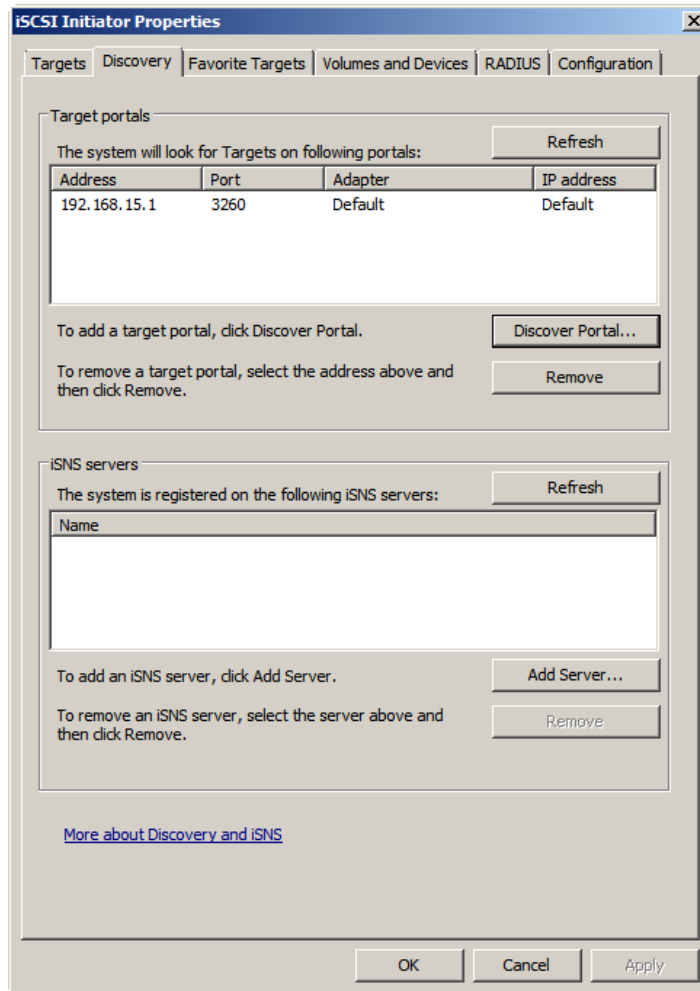 iSCSI Initiator Properties
Targets Discovery Favorite Targets Volumes and Devices RADIUS Configuration
Target portals
The system will look for Targets on following portals:
Refresh
Address Port Adapter IP address
192.168.15.1 3260 Default Default
To add a target portal, click Discover Portal.
Discover Portal...
To remove a target portal, select the address above and
then click Remove.
Remove
iSNS servers
The system is registered on the following iSNS servers:
Refresh
Name
To add an iSNS server, click Add Server.
Add Server...
To remove an iSNS server, select the server above and
then click Remove.
Remove
More about Discovery and iSNS
OK Cancel Apply